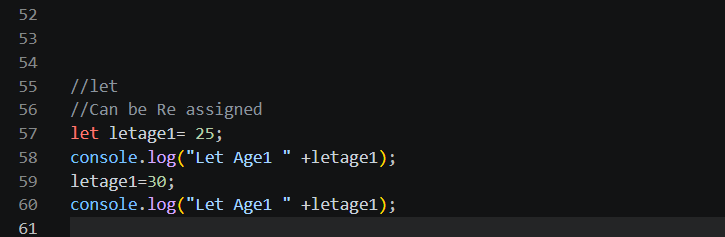 52
53
54
55 //let
56 //Can be Re assigned
57 let letage1= 25;
58 console.log("Let Age1 " +letage1);
59 letage1=30;
60 console.log("Let Age1 " +letage1);
61